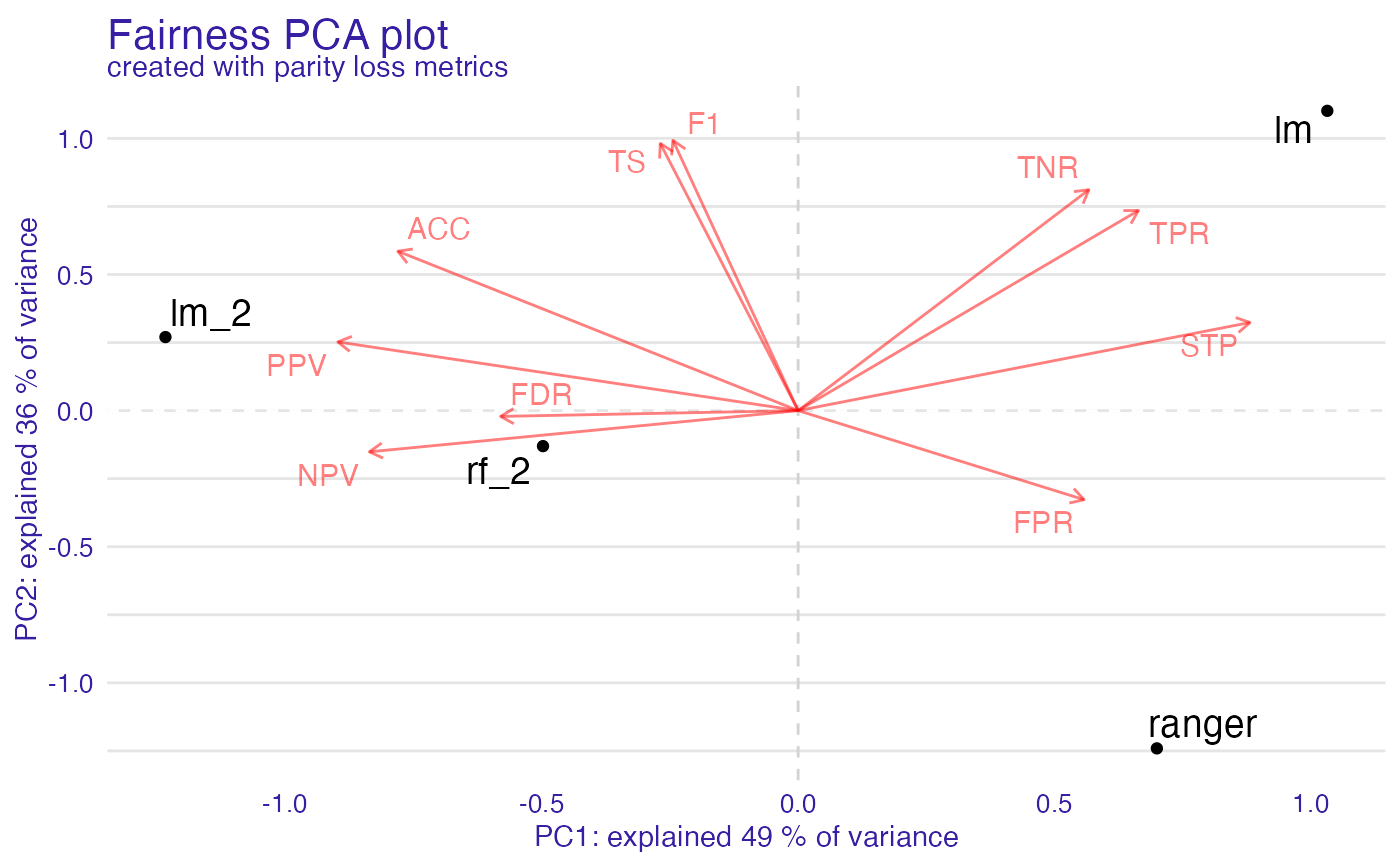 Fairness PCA plot
created with parity loss metrics
F1
TS
lm
TNR
TPR
ACC
lm_2
PPV
STP
FDR
rf_2
NPV
FPR
ranger
1.0
0.5
0.0
-0.5
-1.0
PC2: explained 36 % of variance
-1.0
-0.5
0.0
0.5
1.0
PC1: explained 49 % of variance